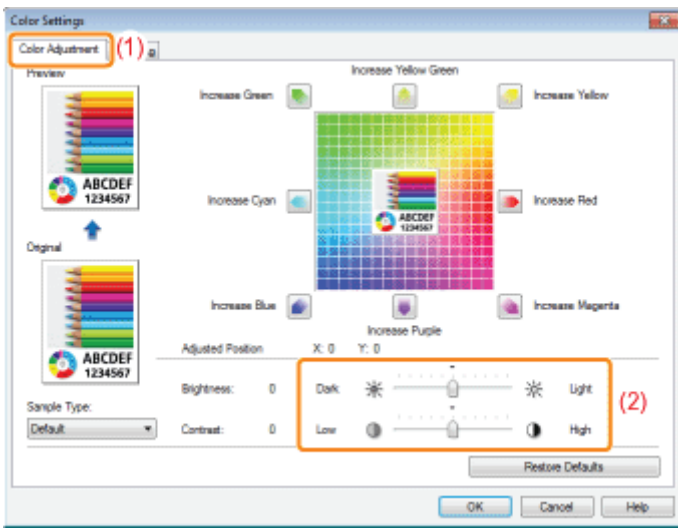 Color Settings
Color Adjustment
(1)
Preview
ABCDEF
1234567
Original
ABCDEF
1234567
Sample Type:
Default
Increase Yellow Green
Increase Green
Increase Yellow
Increase Cyan
ABCDEF
1234567
Increase Red
Increase Blue
Increase Magenta
Increase Purple
Adjusted Position X: 0 Y: 0
Brightness: 0 Dark Light
(2)
Contrast: 0 Low High
Restore Defaults
OK Cancel Help